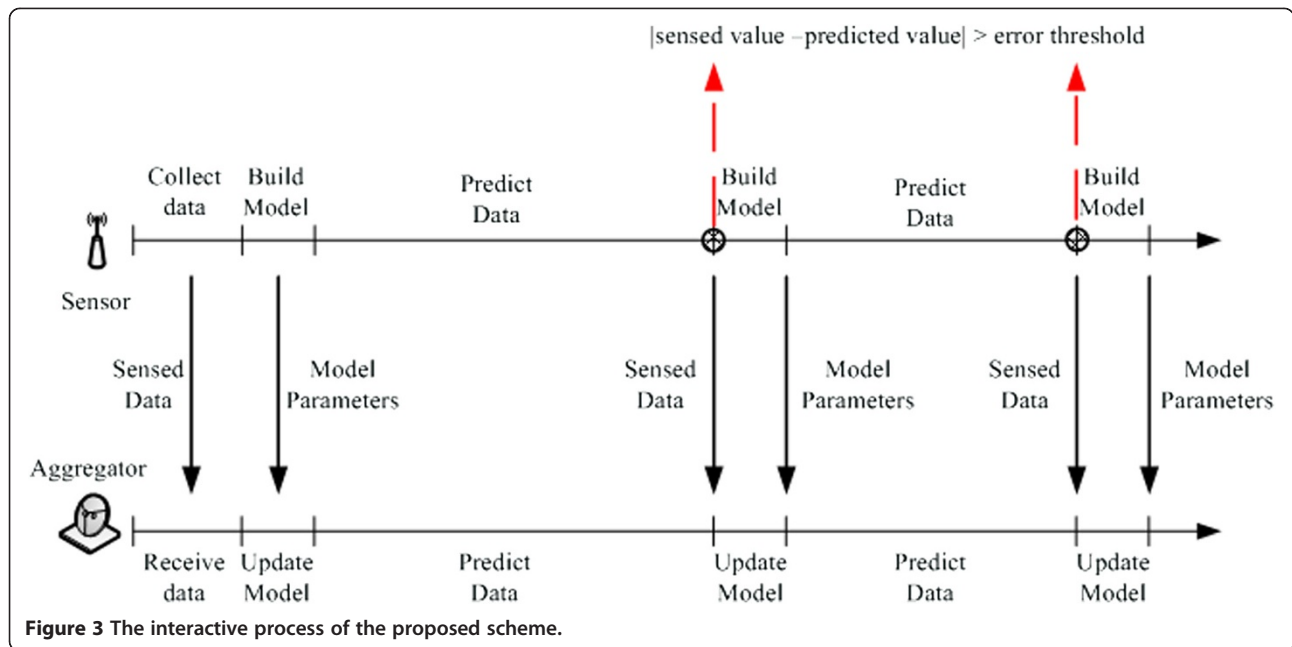 |sensed value –predicted value| > error threshold
Collect
data
Build
Model
Predict
Data
Build
Model
Predict
Data
Build
Model
Sensor
Sensed
Data
Model
Parameters
Sensed
Data
Model
Parameters
Sensed
Data
Model
Parameters
Aggregator
Receive
data
Update
Model
Predict
Data
Update
Model
Predict
Data
Update
Model
Figure 3 The interactive process of the proposed scheme.